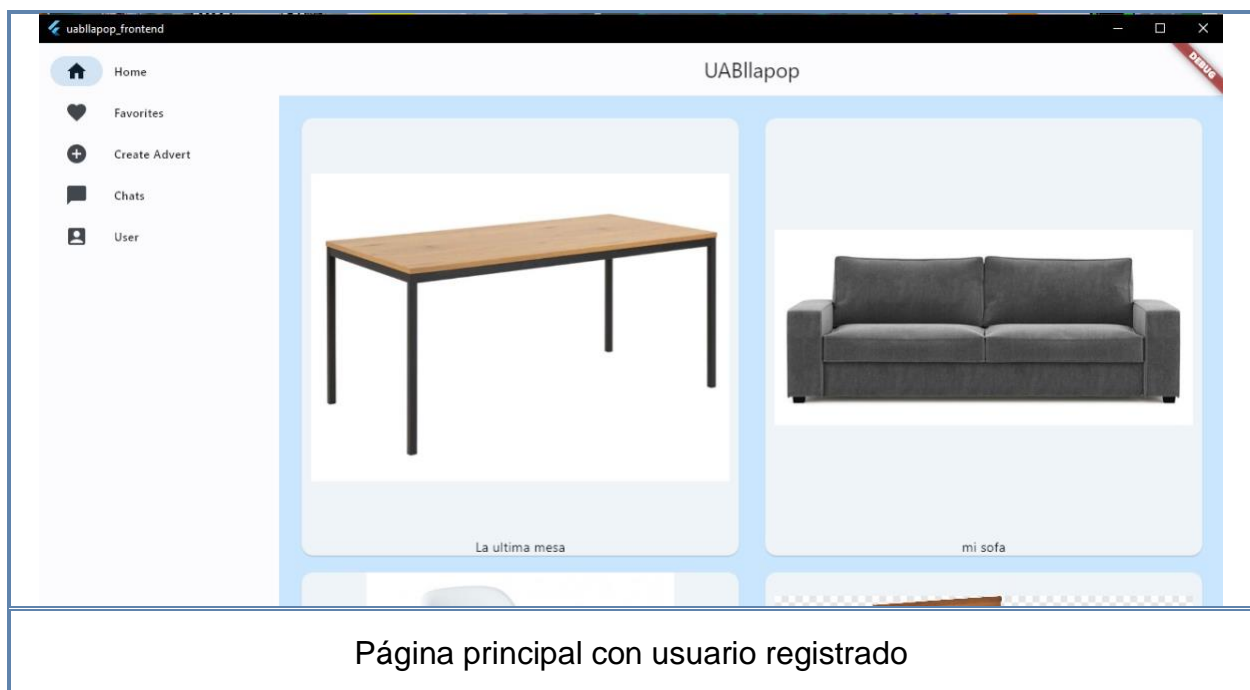 uabllapop_frontend
UABllapop
DEBUG
Home
Favorites
Create Advert
Chats
User
La ultima mesa
mi sofa
Página principal con usuario registrado